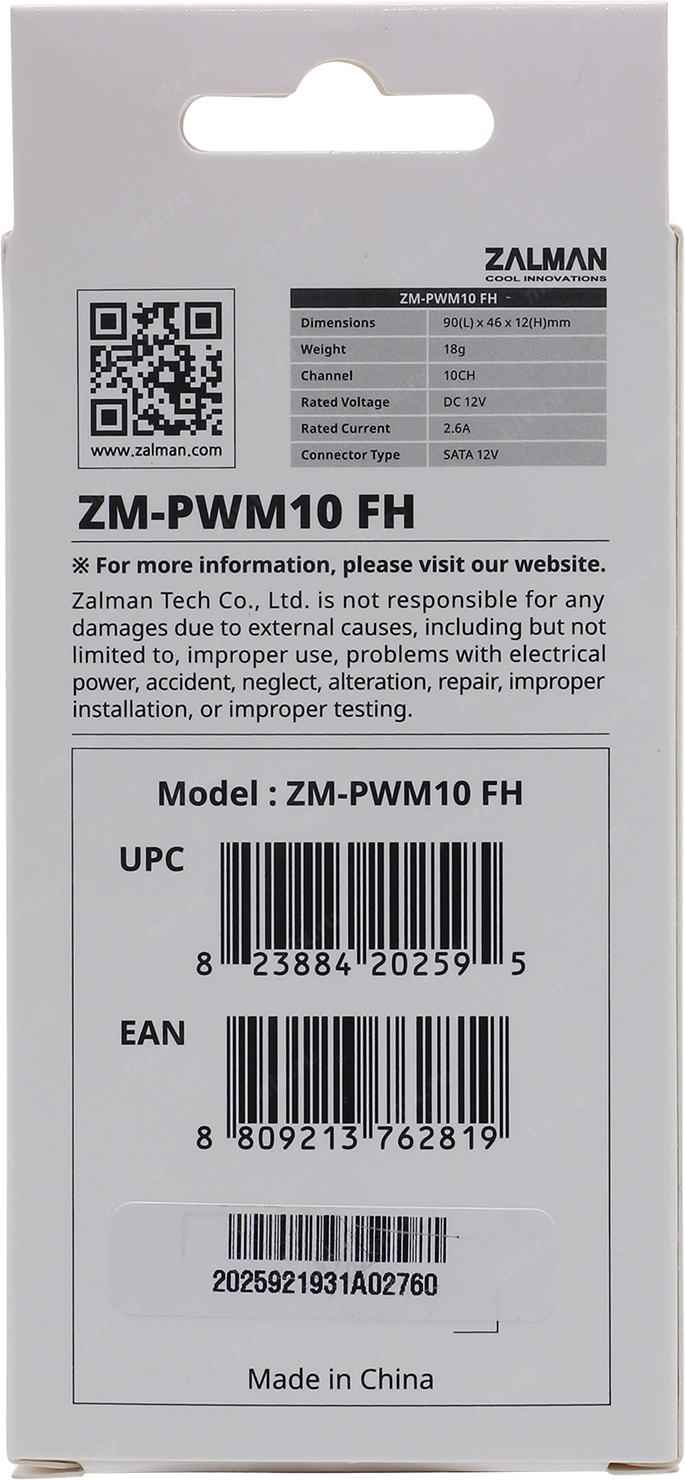 ZALMAN
COOL INNOVATIONS
www.zalman.com
ZM-PWM10 FH -
Dimensions 90(L) x 46 x 12(H)mm
Weight 18g
Channel 10CH
Rated Voltage DC 12V
Rated Current 2.6A
Connector Type SATA 12V
ZM-PWM10 FH
※ For more information, please visit our website.
Zalman Tech Co., Ltd. is not responsible for any
damages due to external causes, including but not
limited to, improper use, problems with electrical
power, accident, neglect, alteration, repair, improper
installation, or improper testing.
Model : ZM-PWM10 FH
UPC
8 23884 20259 5
EAN
8 809213 762819
2025921931A02760
Made in China